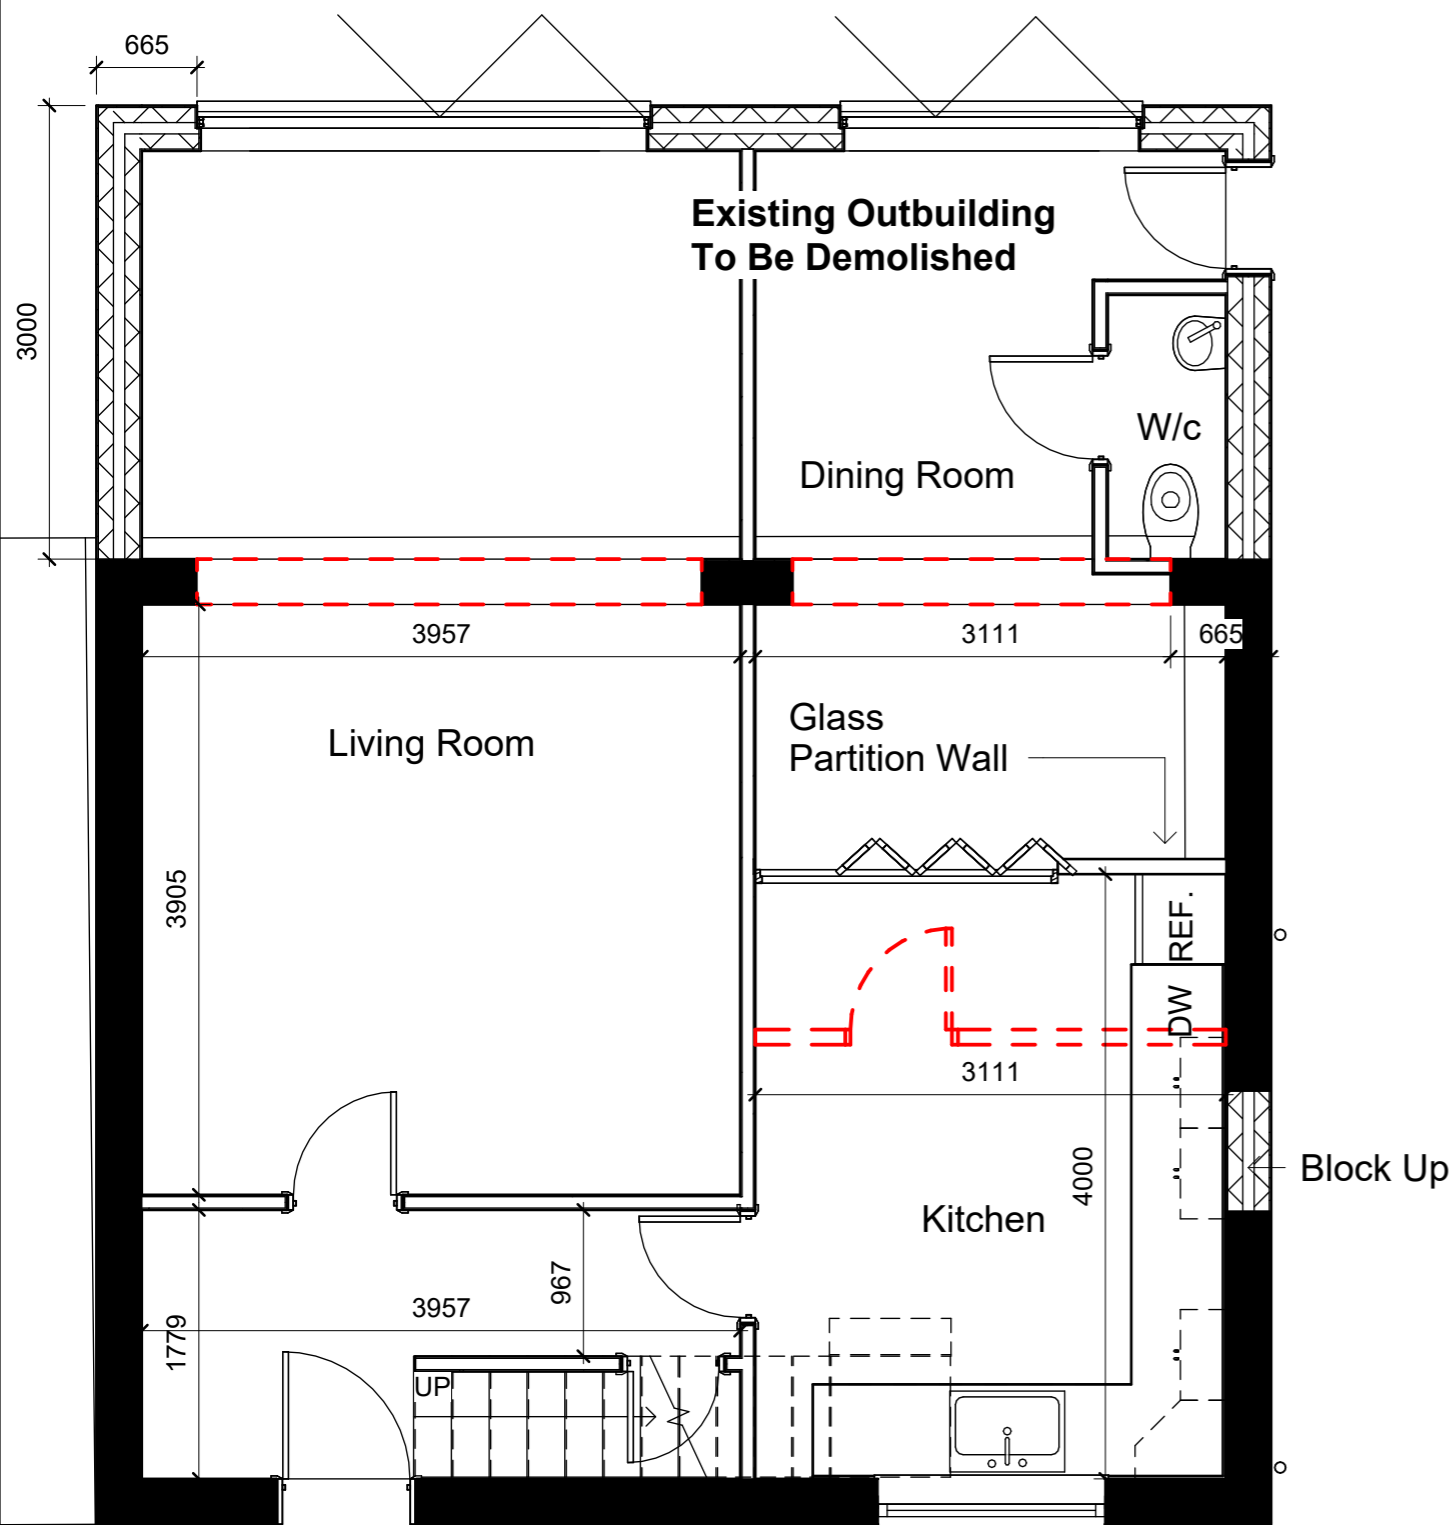 665
3000
Existing Outbuilding
To Be Demolished
W/c
Dining Room
3957
3111
665
Living Room
Glass
Partition Wall
3905
REF.
DW
3111
4000
Block Up
Kitchen
967
3957
1779
UP